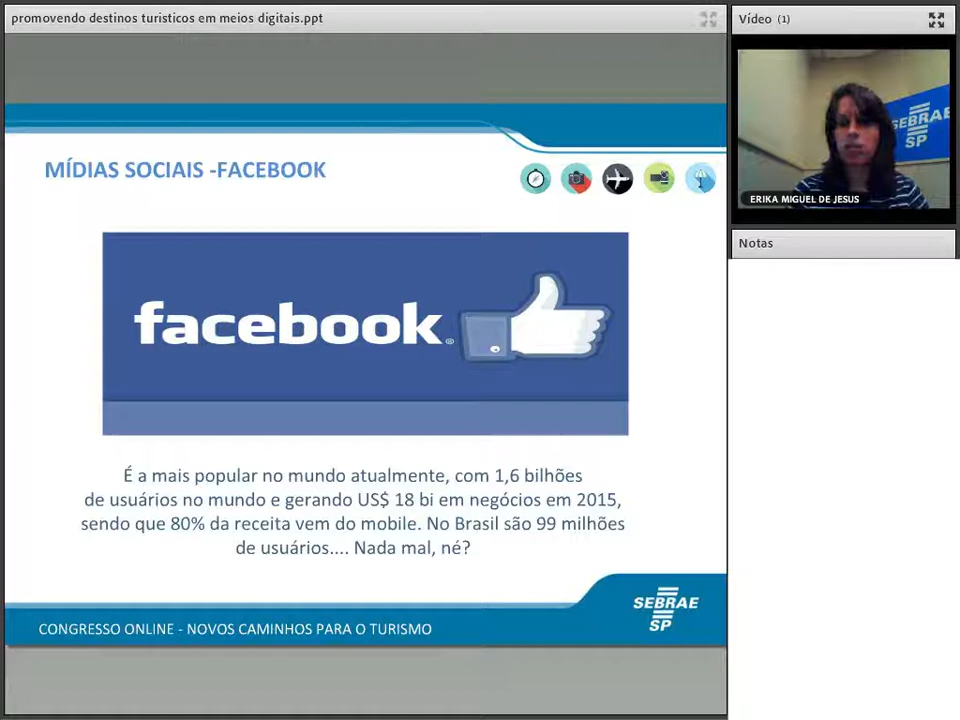 promovendo destinos turisticos em meios digitais.ppt
Vídeo (1)
SEBRAE
SP
ERIKA MIGUEL DE JESUS
Notas
MÍDIAS SOCIAIS -FACEBOOK
facebook®
É a mais popular no mundo atualmente, com 1,6 bilhões
de usuários no mundo e gerando US$ 18 bi em negócios em 2015,
sendo que 80% da receita vem do mobile. No Brasil são 99 milhões
de usuários.... Nada mal, né?
SEBRAE
SP
CONGRESSO ONLINE - NOVOS CAMINHOS PARA O TURISMO